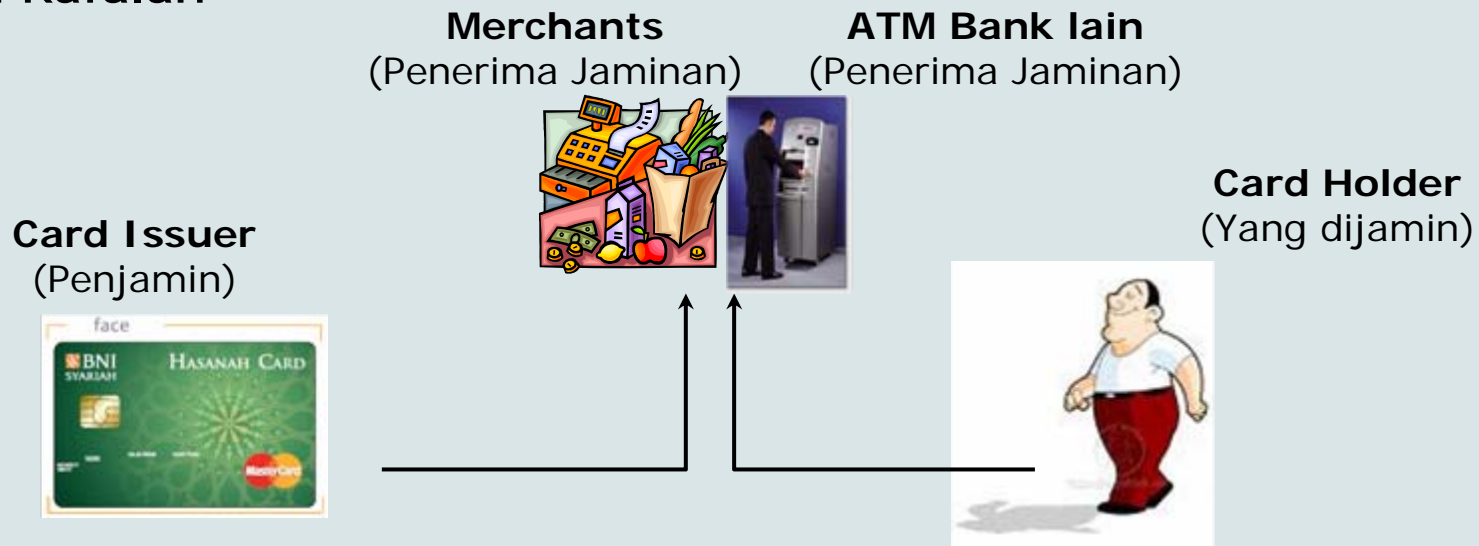 Merchants
(Penerima Jaminan)
ATM Bank lain
(Penerima Jaminan)
Card Holder
(Yang dijamin)
Card Issuer
(Penjamin)
face
BNI
SYARIAH
HASANAH CARD
MasterCard